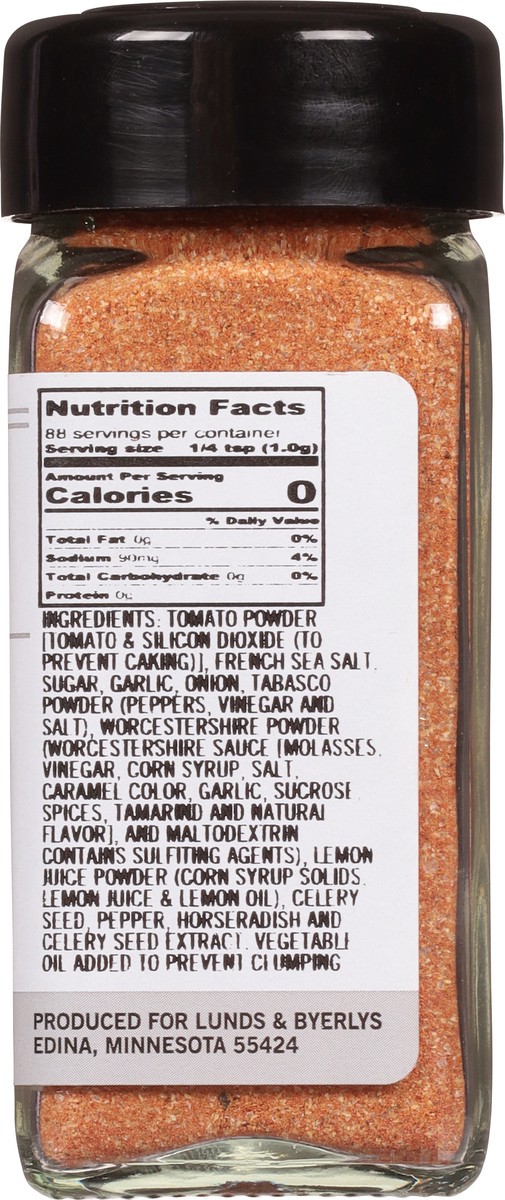 Nutrition Facts
88 servings per container
Serving size 1/4 tsp (1.0g)
Amount Per Serving
Calories 0
% Daily Value
Total Fat 0g 0%
Sodium 90mg 4%
Total Carbohydrate 0g 0%
Protein 0g
INGREDIENTS: TOMATO POWDER
[TOMATO & SILICON DIOXIDE (TO
PREVENT CAKING)], FRENCH SEA SALT,
SUGAR, GARLIC, ONION, TABASCO
POWDER (PEPPERS, VINEGAR AND
SALT), WORCESTERSHIRE POWDER
(WORCESTERSHIRE SAUCE [MOLASSES,
VINEGAR, CORN SYRUP, SALT,
CARAMEL COLOR, GARLIC, SUCROSE
SPICES, TAMARIND AND NATURAL
FLAVOR], AND MALTODEXTRIN
CONTAINS SULFITING AGENTS), LEMON
JUICE POWDER (CORN SYRUP SOLIDS,
LEMON JUICE & LEMON OIL), CELERY
SEED, PEPPER, HORSERADISH AND
CELERY SEED EXTRACT. VEGETABLE
OIL ADDED TO PREVENT CLUMPING
PRODUCED FOR LUNDS & BYERLYS
EDINA, MINNESOTA 55424